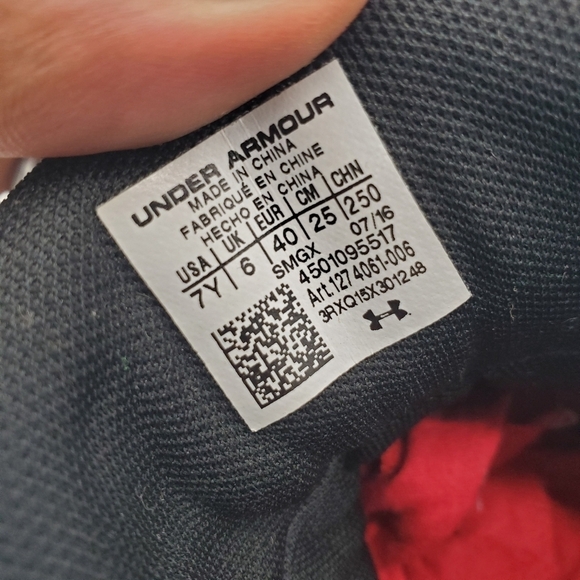 UNDER ARMOUR
MADE IN CHINA
FABRIQUÉ EN CHINE
HECHO EN CHINA
USA | UK | EUR | CM | CHN
7Y | 6 | 40 | 25 | 250
SMGX 07/16
4501095517
Art.1274061-006
3RXQ15X301248